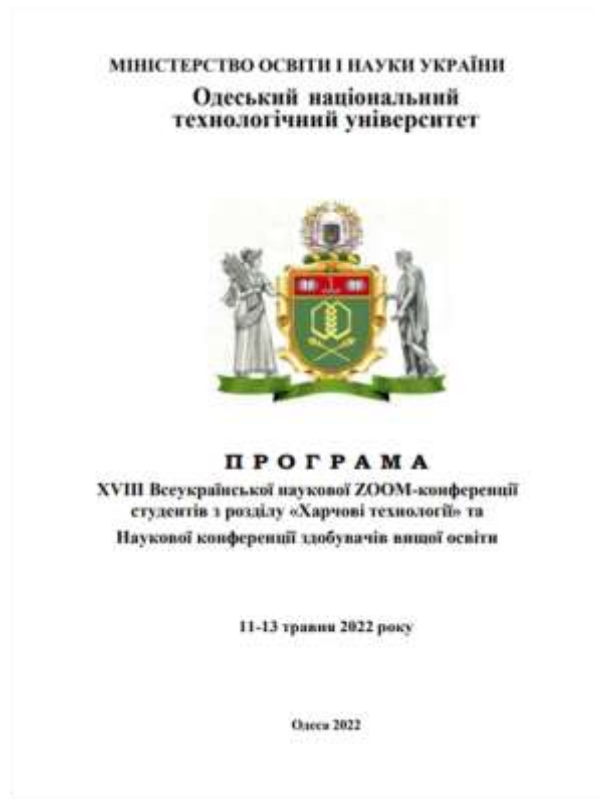 МІНІСТЕРСТВО ОСВІТИ І НАУКИ УКРАЇНИ
Одеський національний
технологічний університет
ПРОГРАМА
XVIII Всеукраїнської наукової ZOOM-конференції
студентів з розділу «Харчові технології» та
Наукової конференції здобувачів вищої освіти
11-13 травня 2022 року
Одеса 2022